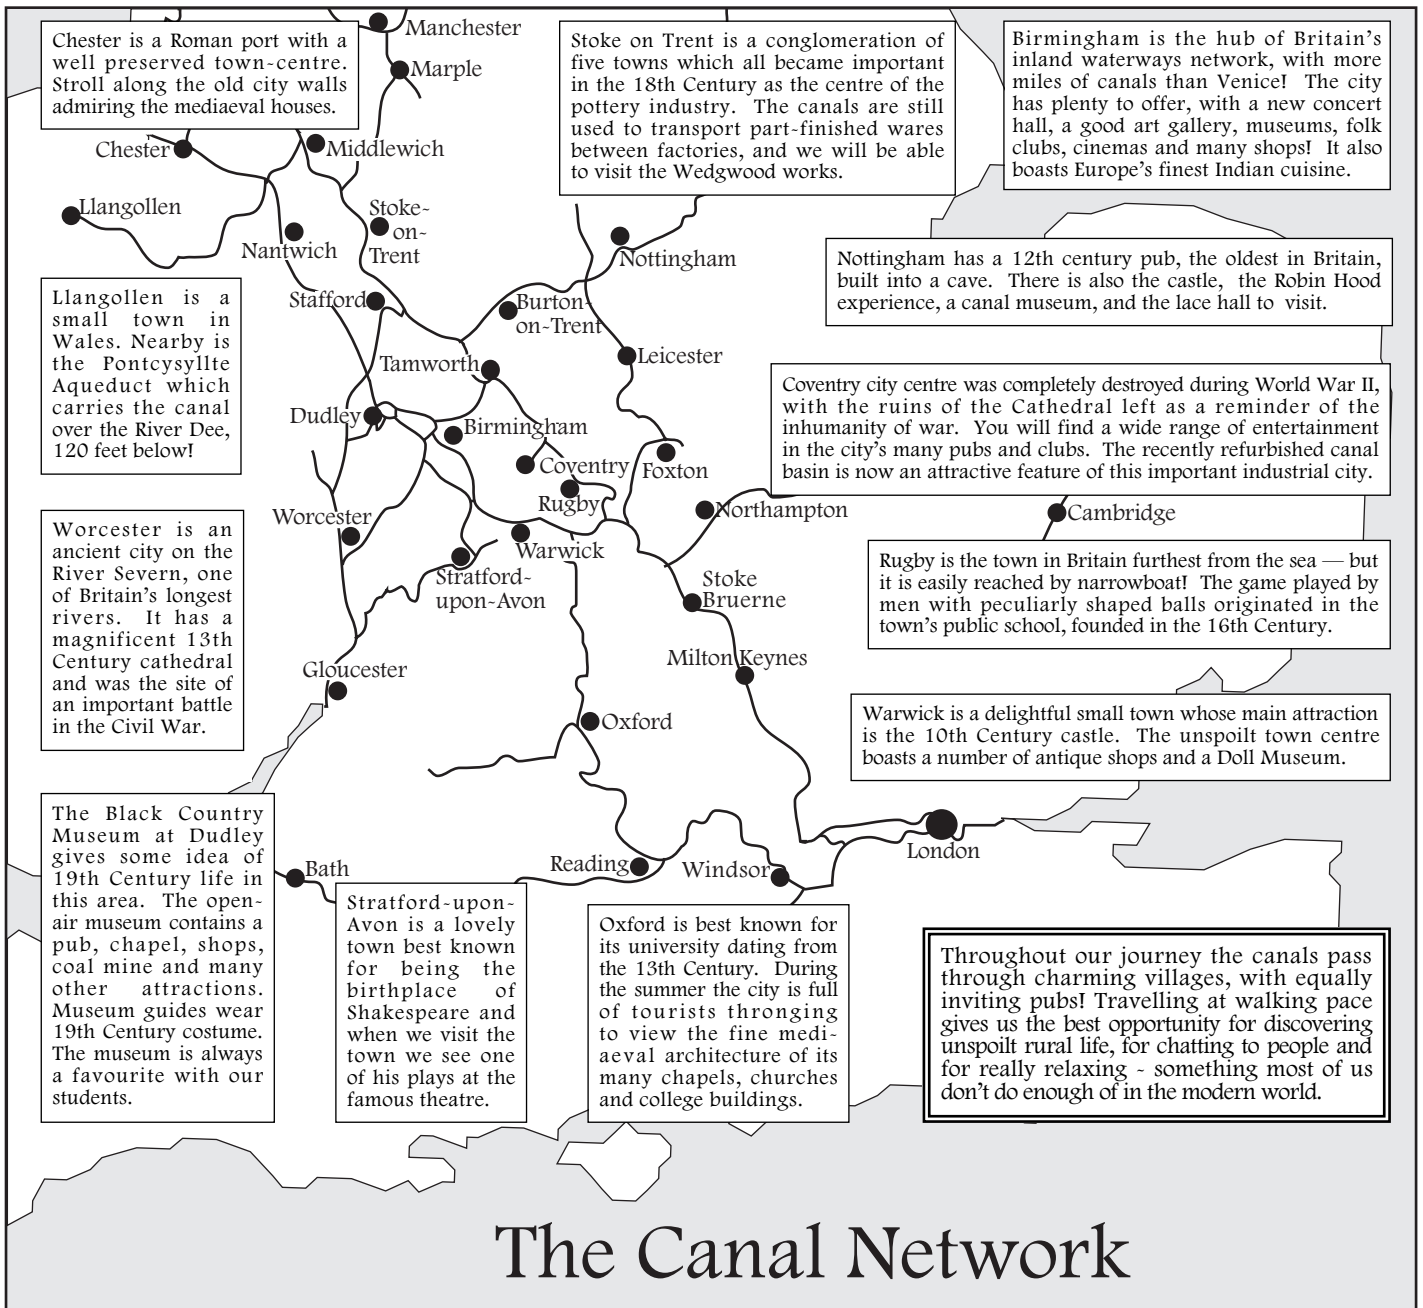 Chester is a Roman port with a
well preserved town-centre.
Stroll along the old city walls
admiring the mediaeval houses.
Manchester
Marple
Stoke on Trent is a conglomeration of
five towns which all became important
in the 18th Century as the centre of the
pottery industry. The canals are still
used to transport part-finished wares
between factories, and we will be able
to visit the Wedgwood works.
Birmingham is the hub of Britain's
inland waterways network, with more
miles of canals than Venice! The city
has plenty to offer, with a new concert
hall, a good art gallery, museums, folk
clubs, cinemas and many shops! It also
boasts Europe's finest Indian cuisine.
Chester
Middlewich
Llangollen
Stoke-
on-
Trent
Nantwich
Nottingham
Nottingham has a 12th century pub, the oldest in Britain,
built into a cave. There is also the castle, the Robin Hood
experience, a canal museum, and the lace hall to visit.
Llangollen is a
small town in
Wales. Nearby is
the Pontcysyllte
Aqueduct which
carries the canal
over the River Dee,
120 feet below!
Stafford
Burton-
on-Trent
Tamworth
Leicester
Coventry city centre was completely destroyed during World War II,
with the ruins of the Cathedral left as a reminder of the
inhumanity of war. You will find a wide range of entertainment
in the city's many pubs and clubs. The recently refurbished canal
basin is now an attractive feature of this important industrial city.
Dudley
Birmingham
Coventry
Foxton
Rugby
Northampton
Cambridge
Worcester
Warwick
Worcester is an
ancient city on the
River Severn, one
of Britain's longest
rivers. It has a
magnificent 13th
Century cathedral
and was the site of
an important battle
in the Civil War.
Stratford-
upon-Avon
Stoke
Bruerne
Rugby is the town in Britain furthest from the sea — but
it is easily reached by narrowboat! The game played by
men with peculiarly shaped balls originated in the
town's public school, founded in the 16th Century.
Milton Keynes
Gloucester
Oxford
Warwick is a delightful small town whose main attraction
is the 10th Century castle. The unspoilt town centre
boasts a number of antique shops and a Doll Museum.
The Black Country
Museum at Dudley
gives some idea of
19th Century life in
this area. The open-
air museum contains a
pub, chapel, shops,
coal mine and many
other attractions.
Museum guides wear
19th Century costume.
The museum is always
a favourite with our
students.
Bath
Reading
Windsor
London
Stratford-upon-
Avon is a lovely
town best known
for being the
birthplace of
Shakespeare and
when we visit the
town we see one
of his plays at the
famous theatre.
Oxford is best known for
its university dating from
the 13th Century. During
the summer the city is full
of tourists thronging
to view the fine medi-
aeval architecture of its
many chapels, churches
and college buildings.
Throughout our journey the canals pass
through charming villages, with equally
inviting pubs! Travelling at walking pace
gives us the best opportunity for discovering
unspoilt rural life, for chatting to people and
for really relaxing - something most of us
don't do enough of in the modern world.
The Canal Network